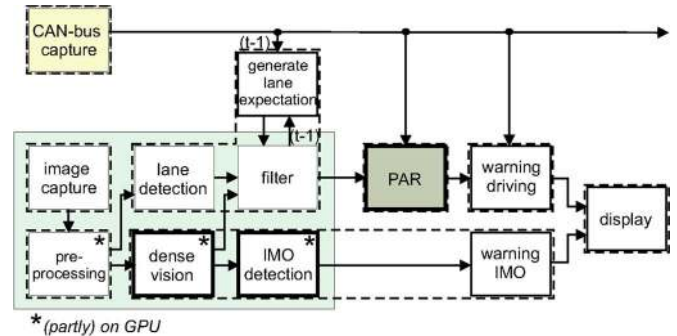 CAN-bus
capture
(t-1)
generate
lane
expectation
(t-1)
image
capture
lane
detection
filter
PAR
warning
driving
display
*
pre-
processing
*
dense
vision
*
IMO
detection
warning
IMO
*(partly) on GPU